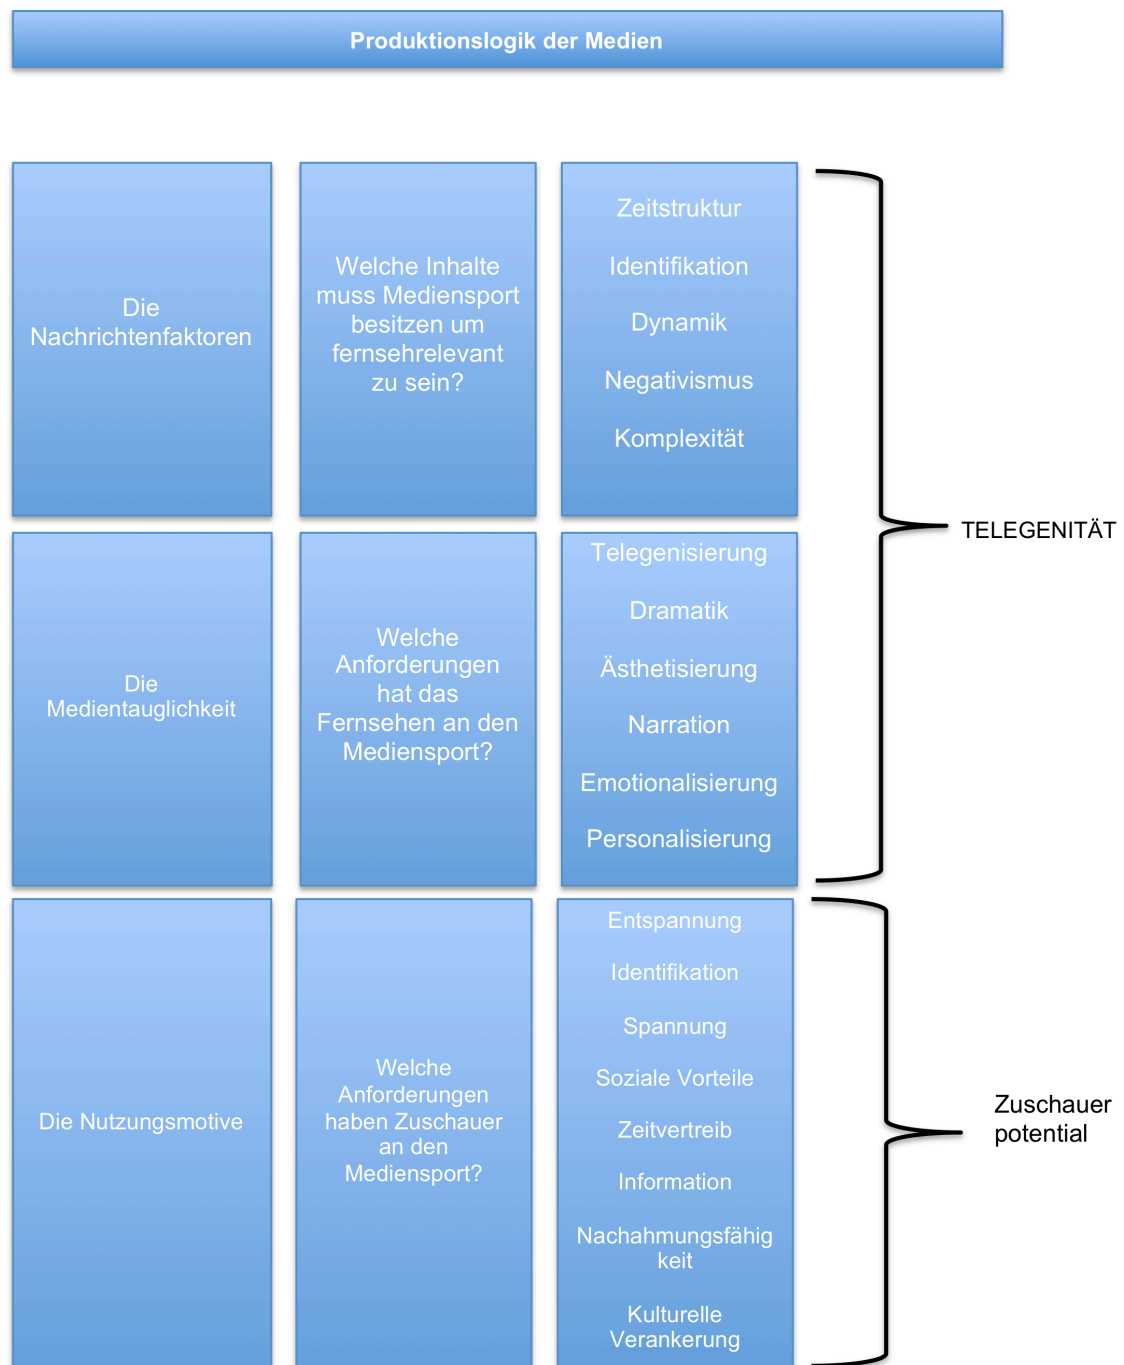 Produktionslogik der Medien
Die
Nachrichtenfaktoren
Welche Inhalte
muss Mediensport
besitzen um
fernsehrelevant
zu sein?
Zeitstruktur
Identifikation
Dynamik
Negativismus
Komplexität
TELEGENITÄT
Die
Medientauglichkeit
Welche
Anforderungen
hat das
Fernsehen an den
Mediensport?
Telegenisierung
Dramatik
Ästhetisierung
Narration
Emotionalisierung
Personalisierung
Die Nutzungsmotive
Welche
Anforderungen
haben Zuschauer
an den
Mediensport?
Entspannung
Identifikation
Spannung
Soziale Vorteile
Zeitvertreib
Information
Nachahmungsfähig
keit
Kulturelle
Verankerung
Zuschauer
potential